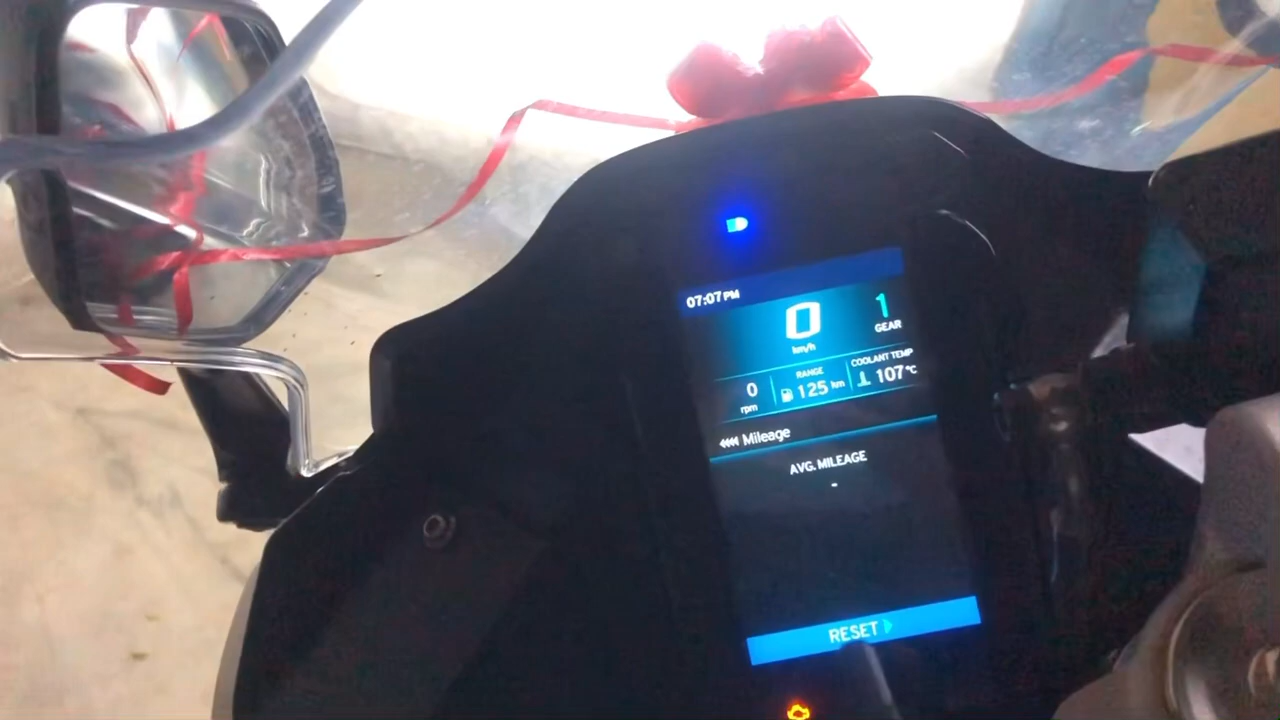 07:07 PM
0
km/h
1
GEAR
0
rpm
RANGE
125 km
COOLANT TEMP
107 °C
Mileage
AVG. MILEAGE
-
RESET